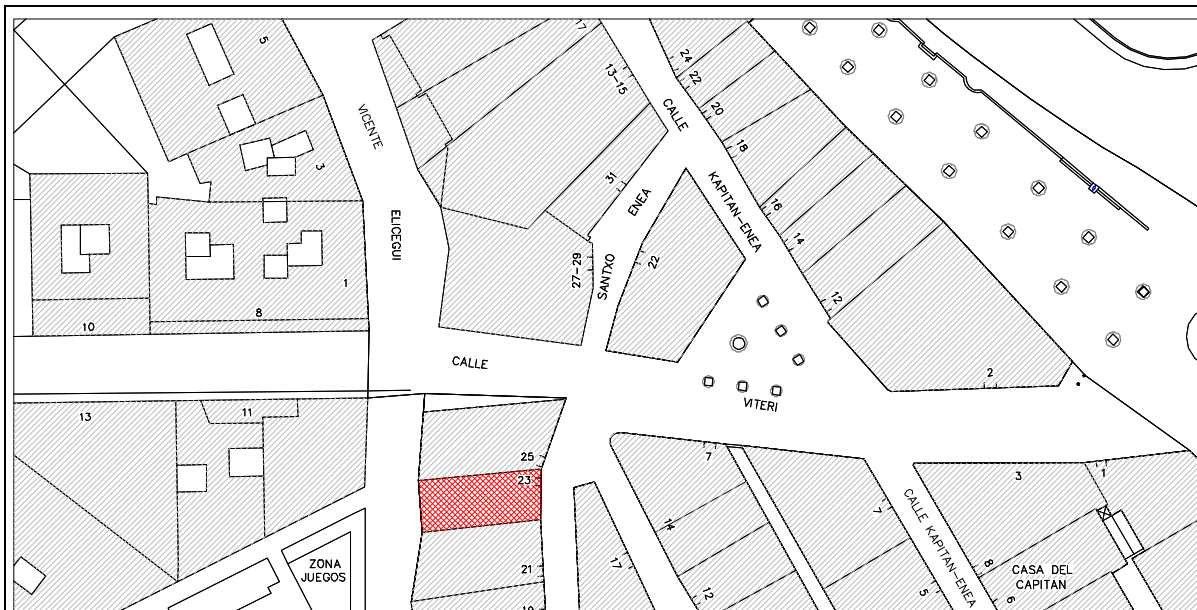 5
17
24
22
13-15
VICENTE
CALLE
20
18
3
31
KAPITAN-ENEA
16
ENEA
ELICEGUI
14
22
27-29
SANTXO
1
12
8
10
CALLE
2
VITERI
13
11
7
25
23
3
1
7
CALLE KAPITAN-ENEA
14
17
21
ZONA
JUEGOS
8
CASA DEL
CAPITAN
5
12
6
19